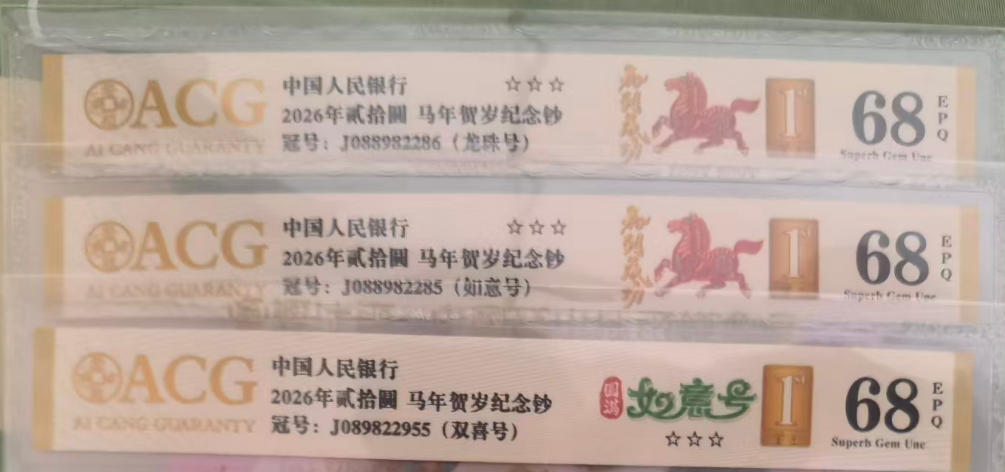 ACG
AI CANG GUARANTY
中国人民银行 ☆☆☆
2026年贰拾圆 马年贺岁纪念钞
冠号：J088982286（龙珠号）
马到成功
1st
68
EPQ
Superb Gem Unc
ACG
AI CANG GUARANTY
中国人民银行 ☆☆☆
2026年贰拾圆 马年贺岁纪念钞
冠号：J088982285（如意号）
马到成功
1st
68
EPQ
Superb Gem Unc
ACG
AI CANG GUARANTY
中国人民银行
2026年贰拾圆 马年贺岁纪念钞
冠号：J089822955（双喜号）
圆满 如意号
☆☆☆
1st
68
EPQ
Superb Gem Unc